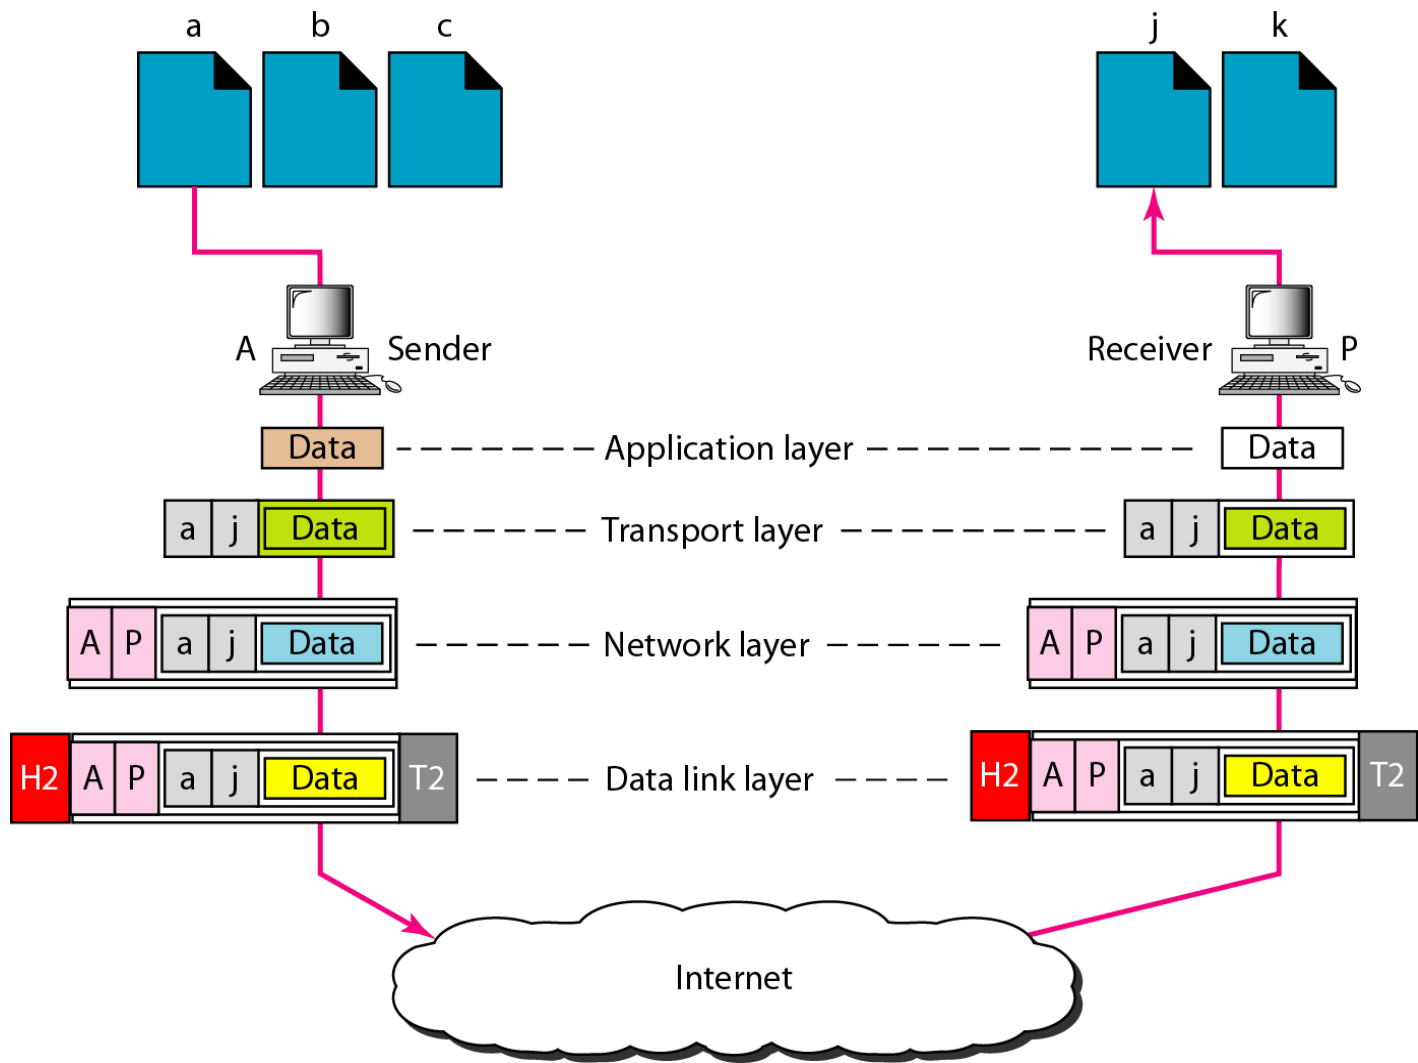 a b c j k
A Sender Receiver P
Data Application layer Data
a j Data Transport layer a j Data
A P a j Data Network layer A P a j Data
H2 A P a j Data T2 Data link layer H2 A P a j Data T2
Internet